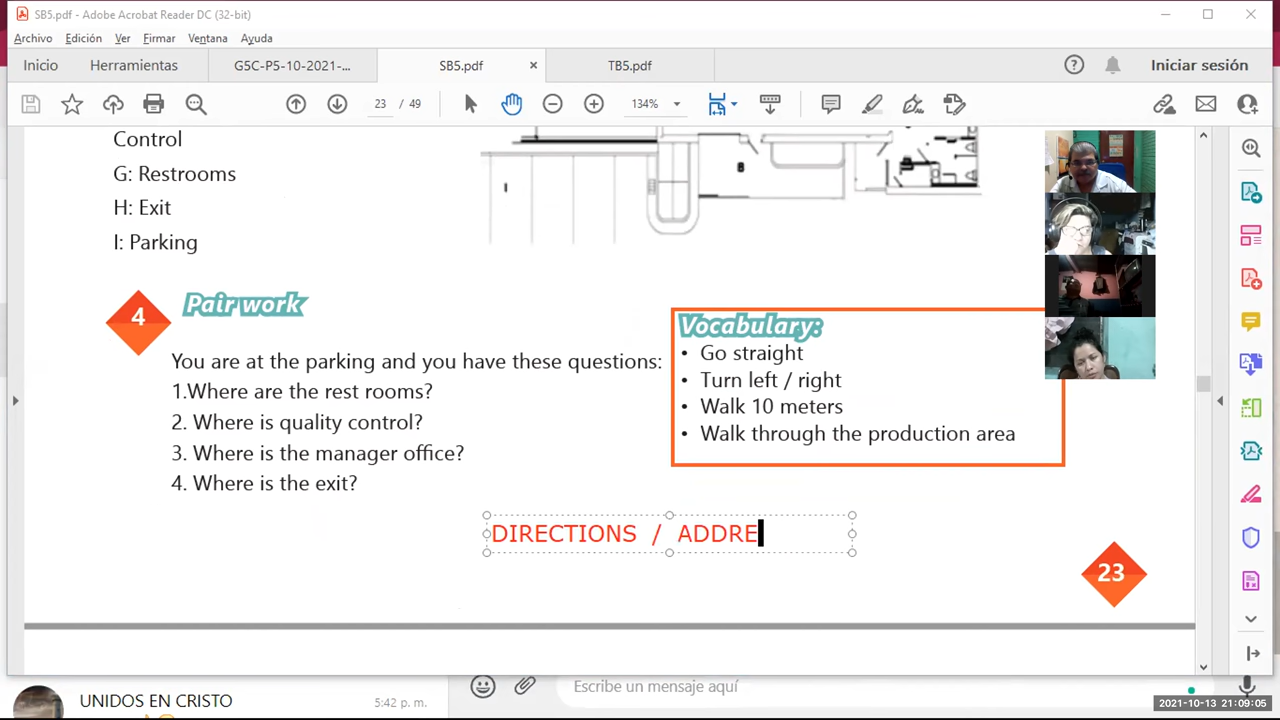 SB5.pdf - Adobe Acrobat Reader DC (32-bit)
Archivo Edición Ver Firmar Ventana Ayuda
Inicio Herramientas G5C-P5-10-2021-... SB5.pdf × TB5.pdf Iniciar sesión
23 / 49 134%
Control
G: Restrooms
H: Exit
I: Parking
I
B
4 Pair work
You are at the parking and you have these questions:
1.Where are the rest rooms?
2. Where is quality control?
3. Where is the manager office?
4. Where is the exit?
Vocabulary:
• Go straight
• Turn left / right
• Walk 10 meters
• Walk through the production area
DIRECTIONS / ADDRE
23
UNIDOS EN CRISTO 5:42 p. m.
Escribe un mensaje aquí
2021-10-13 21:09:05